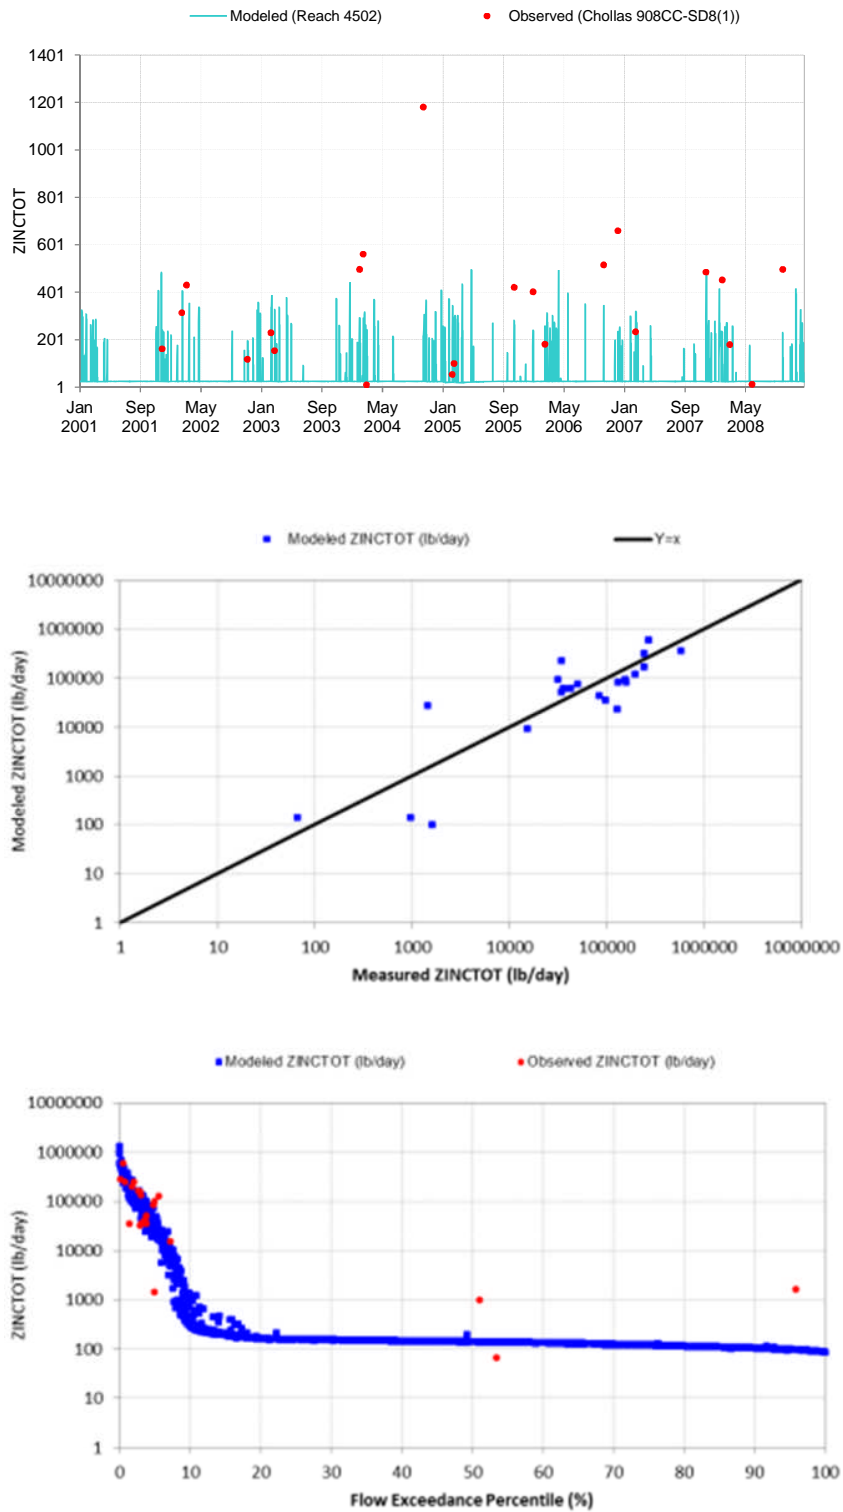 Modeled (Reach 4502) Observed (Chollas 908CC-SD8(1))
1401
1201
1001
801
601
401
201
1
ZINCTOT
Jan Sep May Jan Sep May Jan Sep May Jan Sep May
2001 2001 2002 2003 2003 2004 2005 2005 2006 2007 2007 2008
Modeled ZINCTOT (lb/day) Y=x
10000000
1000000
100000
10000
1000
100
10
1
Modeled ZINCTOT (lb/day)
1 10 100 1000 10000 100000 1000000 10000000
Measured ZINCTOT (lb/day)
Modeled ZINCTOT (lb/day) Observed ZINCTOT (lb/day)
10000000
1000000
100000
10000
1000
100
10
1
ZINCTOT (lb/day)
0 10 20 30 40 50 60 70 80 90 100
Flow Exceedance Percentile (%)